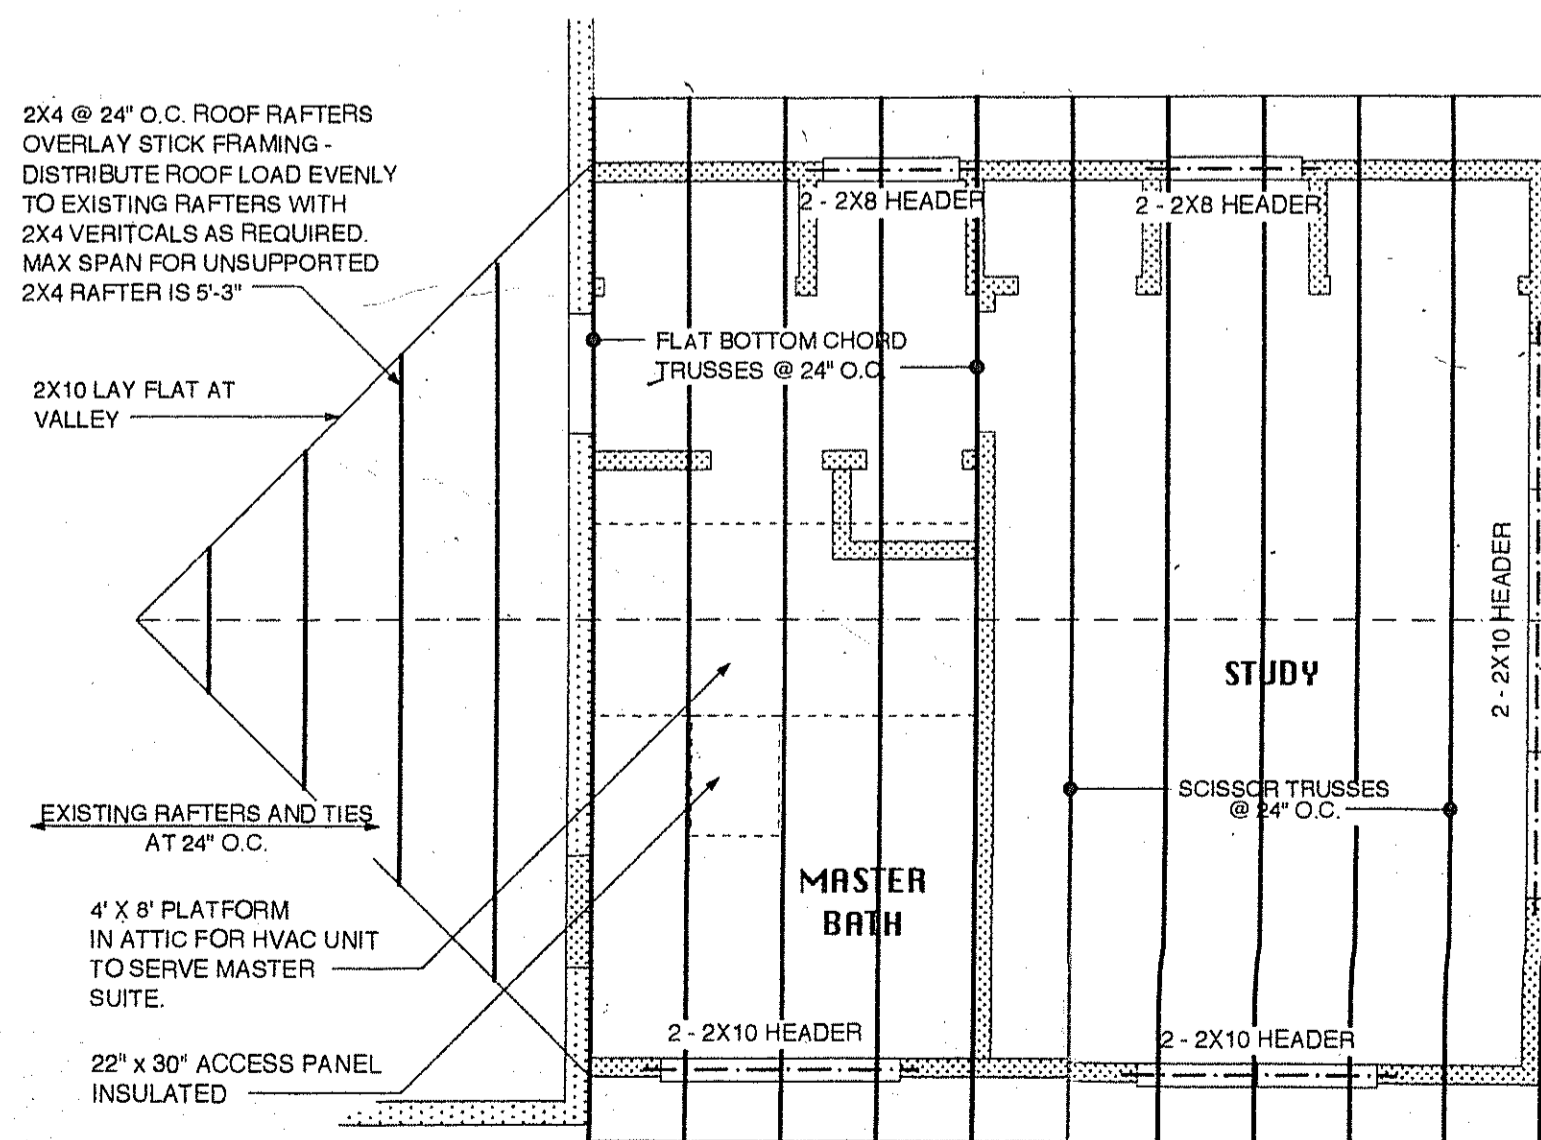 2X4 @ 24" O.C. ROOF RAFTERS
OVERLAY STICK FRAMING -
DISTRIBUTE ROOF LOAD EVENLY
TO EXISTING RAFTERS WITH
2X4 VERITCALS AS REQUIRED.
MAX SPAN FOR UNSUPPORTED
2X4 RAFTER IS 5'-3"
2X10 LAY FLAT AT
VALLEY
EXISTING RAFTERS AND TIES
AT 24" O.C.
4' X 8' PLATFORM
IN ATTIC FOR HVAC UNIT
TO SERVE MASTER
SUITE.
22" x 30" ACCESS PANEL
INSULATED
2 - 2X8 HEADER
2 - 2X8 HEADER
FLAT BOTTOM CHORD
TRUSSES @ 24" O.C.
STUDY
2 - 2X10 HEADER
SCISSOR TRUSSES
@ 24" O.C.
MASTER
BATH
2 - 2X10 HEADER
2 - 2X10 HEADER